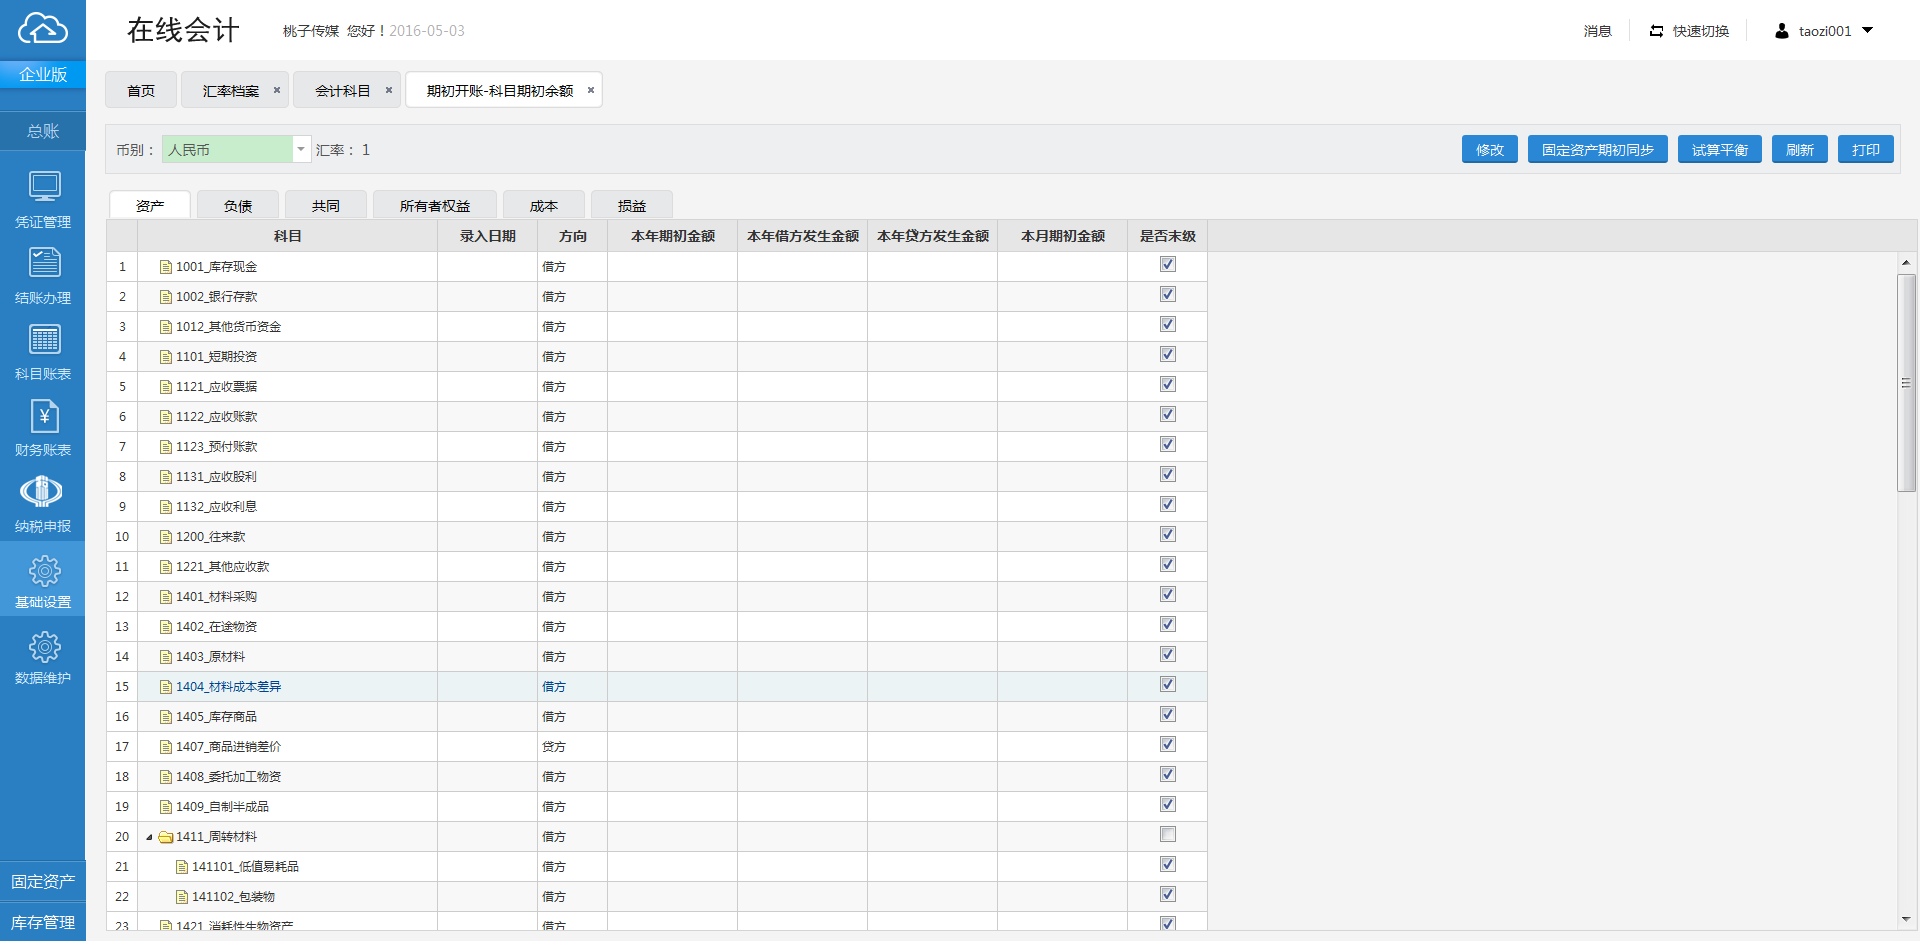 在线会计 桃子传媒 您好！2016-05-03 消息 快速切换 taozi001
企业版
总账
凭证管理
结账办理
科目账表
财务账表
纳税申报
基础设置
数据维护
固定资产
库存管理
首页 汇率档案 × 会计科目 × 期初开账-科目期初余额 ×
币别： 人民币 汇率： 1 修改 固定资产期初同步 试算平衡 刷新 打印
资产 负债 共同 所有者权益 成本 损益
科目 录入日期 方向 本年期初金额 本年借方发生金额 本年贷方发生金额 本月期初金额 是否末级
1 1001_库存现金 借方
2 1002_银行存款 借方
3 1012_其他货币资金 借方
4 1101_短期投资 借方
5 1121_应收票据 借方
6 1122_应收账款 借方
7 1123_预付账款 借方
8 1131_应收股利 借方
9 1132_应收利息 借方
10 1200_往来款 借方
11 1221_其他应收款 借方
12 1401_材料采购 借方
13 1402_在途物资 借方
14 1403_原材料 借方
15 1404_材料成本差异 借方
16 1405_库存商品 借方
17 1407_商品进销差价 贷方
18 1408_委托加工物资 借方
19 1409_自制半成品 借方
20 1411_周转材料 借方
21 141101_低值易耗品 借方
22 141102_包装物 借方
23 1421_消耗性生物资产 借方